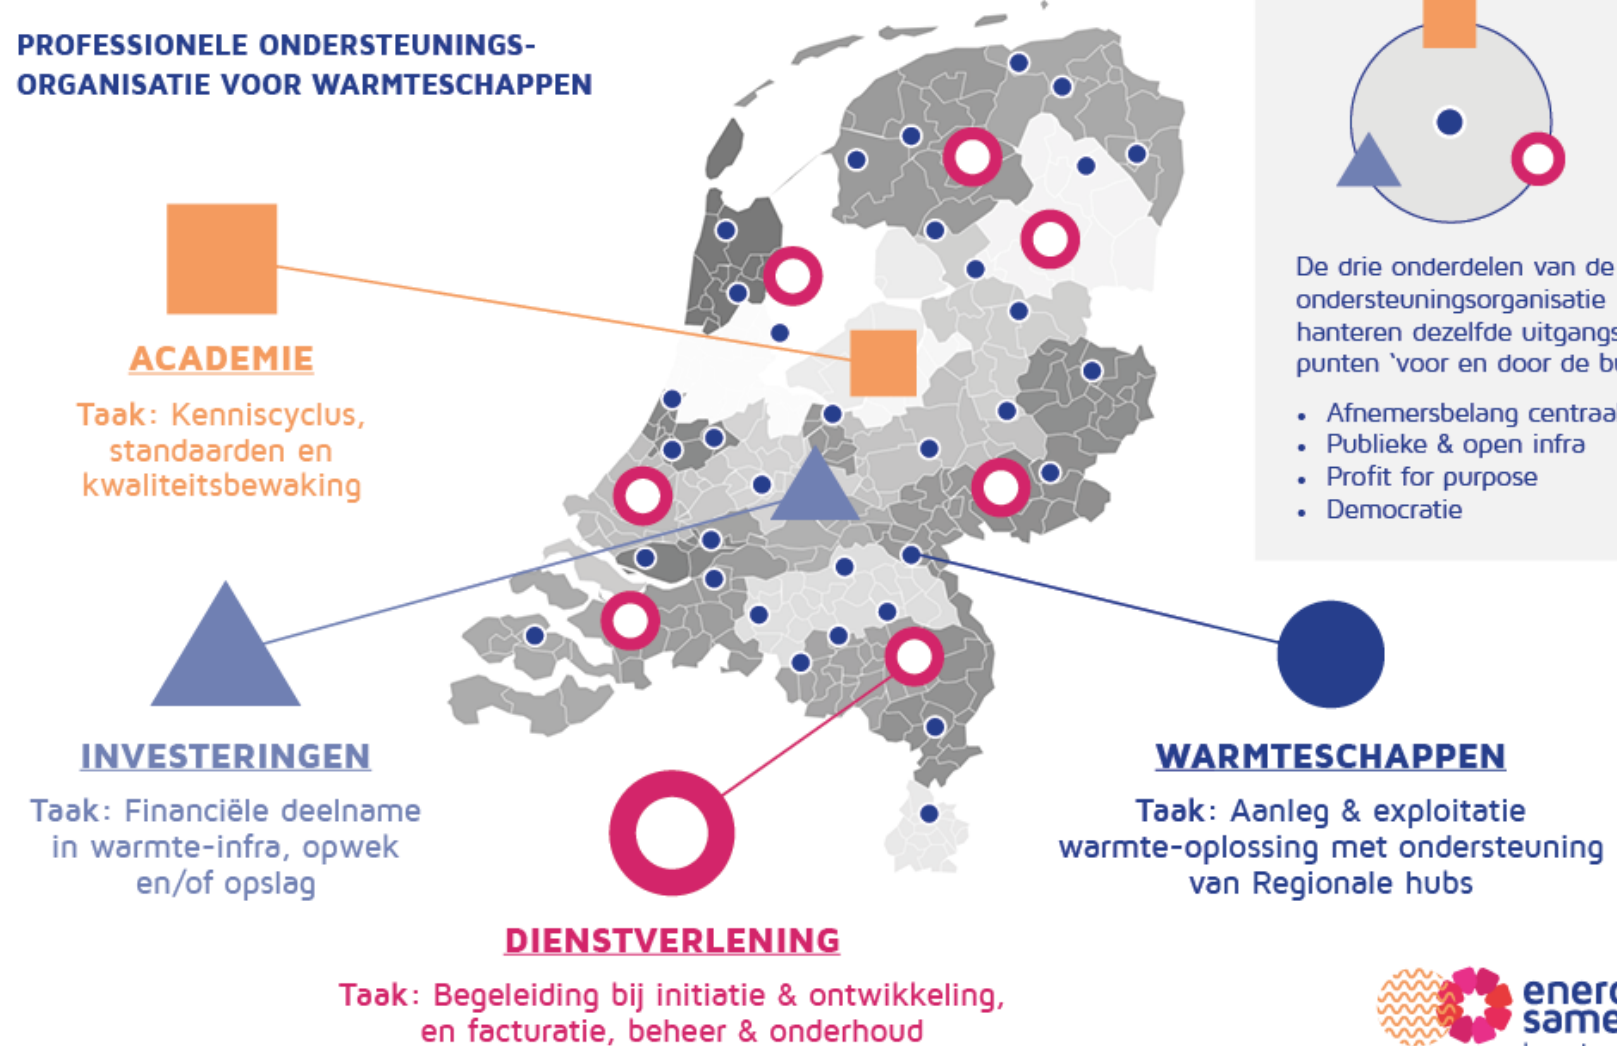 PROFESSIONELE ONDERSTEUNINGS-
ORGANISATIE VOOR WARMTESCHAPPEN
ACADEMIE
Taak: Kenniscyclus,
standaarden en
kwaliteitsbewaking
INVESTERINGEN
Taak: Financiële deelname
in warmte-infra, opwek
en/of opslag
DIENSTVERLENING
Taak: Begeleiding bij initiatie & ontwikkeling,
en facturatie, beheer & onderhoud
WARMTESCHAPPEN
Taak: Aanleg & exploitatie
warmte-oplossing met ondersteuning
van Regionale hubs
De drie onderdelen van de
ondersteuningsorganisatie
hanteren dezelfde uitgangs
punten ‘voor en door de
• Afnemersbelang centraal
• Publieke & open infra
• Profit for purpose
• Democratie